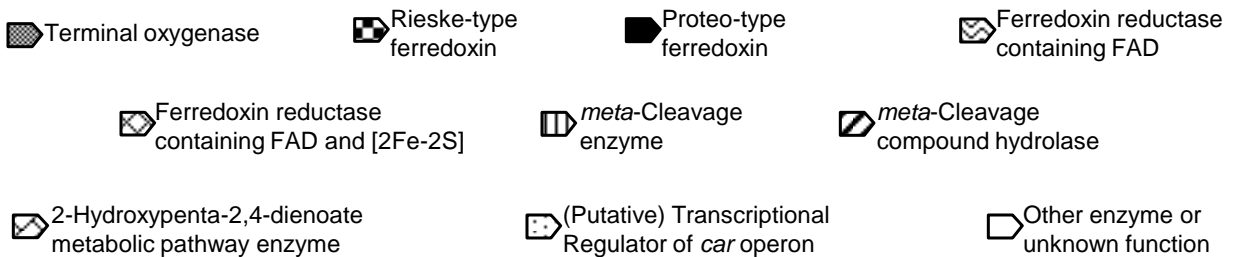 Terminal oxygenase
Rieske-type
ferredoxin
Proteo-type
ferredoxin
Ferredoxin reductase
containing FAD
Ferredoxin reductase
containing FAD and [2Fe-2S]
meta-Cleavage
enzyme
meta-Cleavage
compound hydrolase
2-Hydroxypenta-2,4-dienoate
metabolic pathway enzyme
(Putative) Transcriptional
Regulator of car operon
Other enzyme or
unknown function